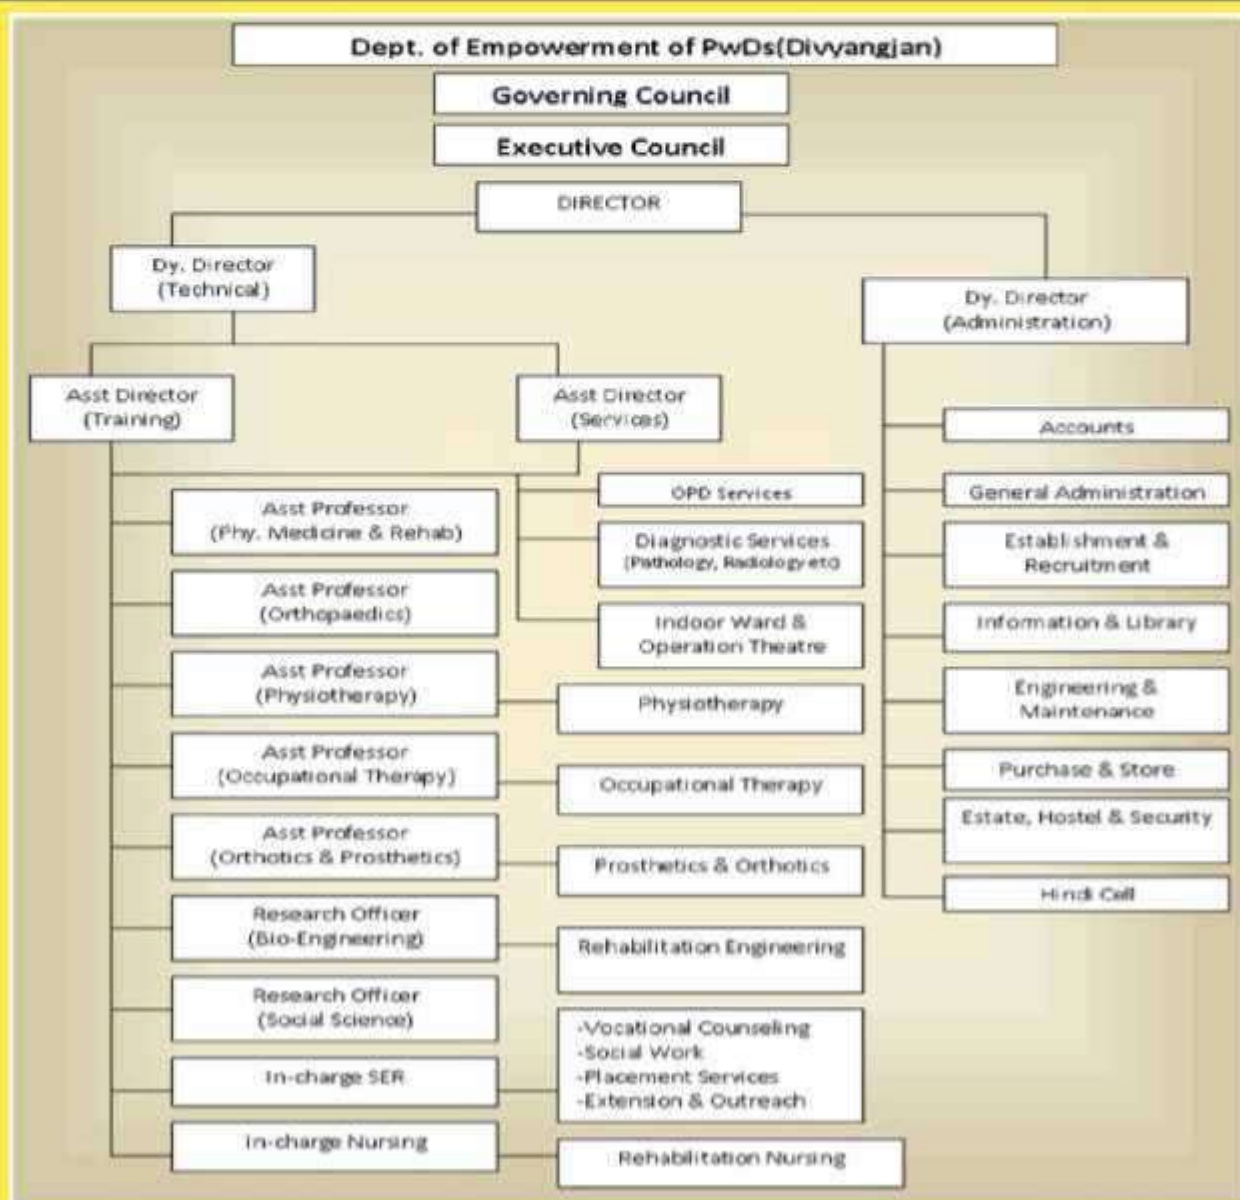 Dept. of Empowerment of PwDs(Divyangjan)
Governing Council
Executive Council
DIRECTOR
Dy. Director
(Technical)
Dy. Director
(Administration)
Asst Director
(Training)
Asst Director
(Services)
Asst Professor
(Phy. Medicine & Rehab)
Asst Professor
(Orthopaedics)
Asst Professor
(Physiotherapy)
Asst Professor
(Occupational Therapy)
Asst Professor
(Orthotics & Prosthetics)
Research Officer
(Bio-Engineering)
Research Officer
(Social Science)
In-charge SER
In-charge Nursing
OPD Services
Diagnostic Services
(Pathology, Radiology etc)
Indoor Ward &
Operation Theatre
Physiotherapy
Occupational Therapy
Prosthetics & Orthotics
Rehabilitation Engineering
-Vocational Counseling
-Social Work
-Placement Services
-Extension & Outreach
Rehabilitation Nursing
Accounts
General Administration
Establishment &
Recruitment
Information & Library
Engineering &
Maintenance
Purchase & Store
Estate, Hostel & Security
Hindi Cell